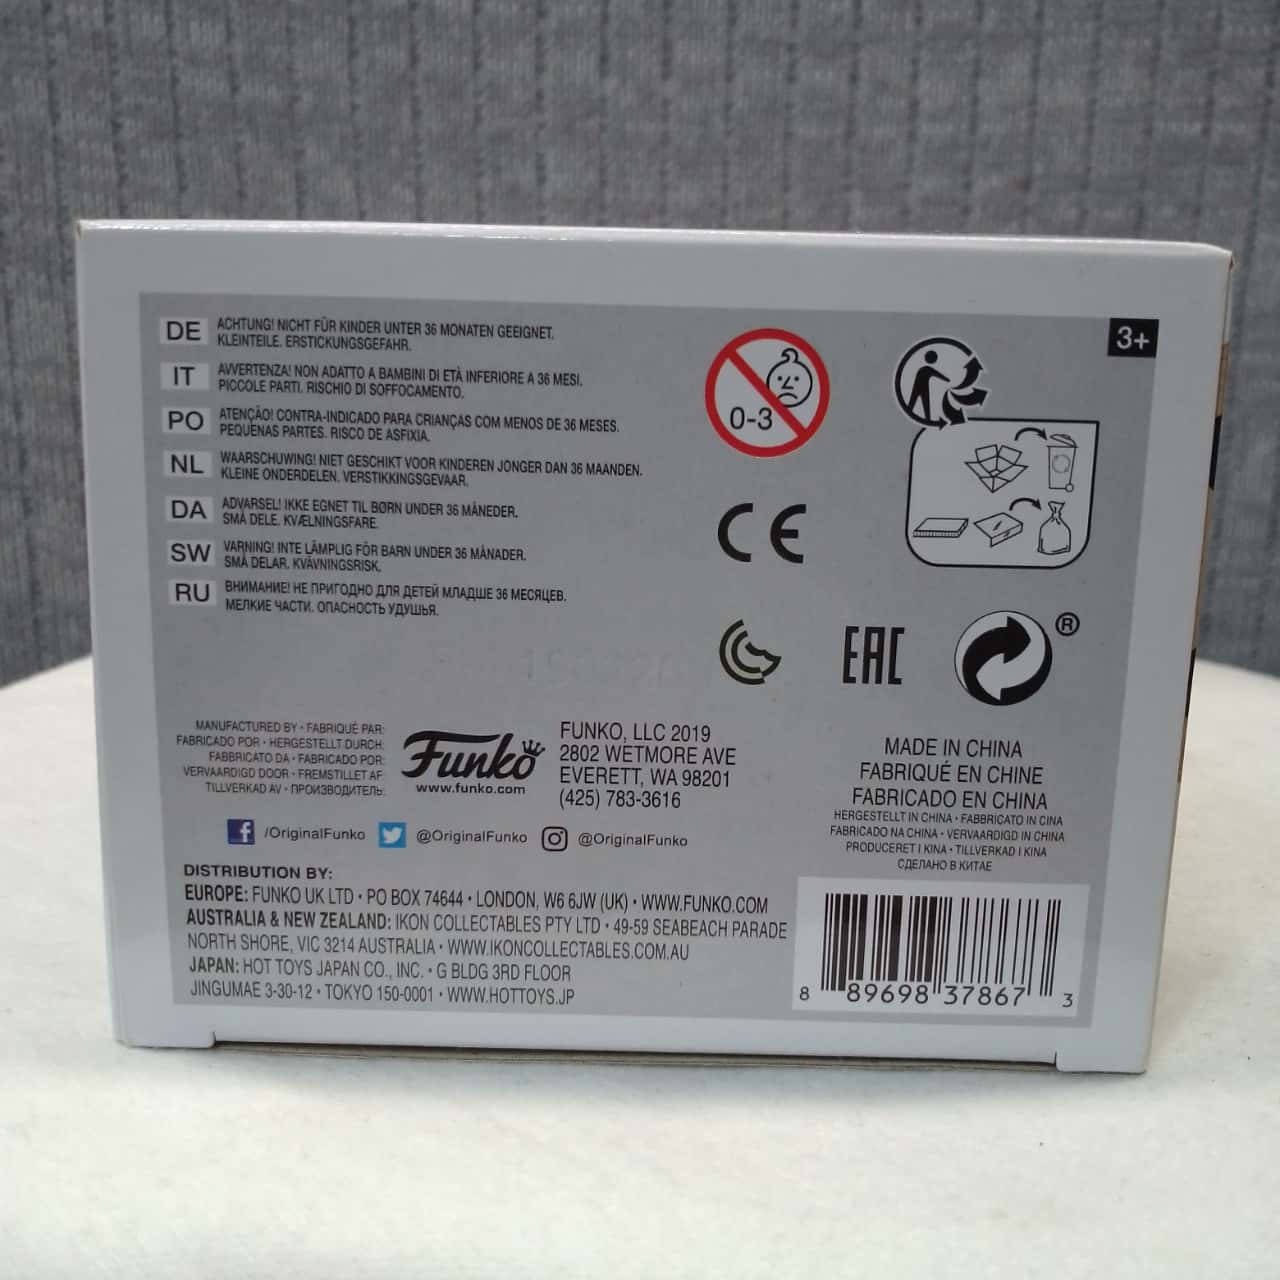 DE ACHTUNG! NICHT FÜR KINDER UNTER 36 MONATEN GEEIGNET.
KLEINTEILE. ERSTICKUNGSGEFAHR.
IT AVVERTENZA! NON ADATTO A BAMBINI DI ETÀ INFERIORE A 36 MESI.
PICCOLE PARTI. RISCHIO DI SOFFOCAMENTO.
PO ATENÇÃO! CONTRA-INDICADO PARA CRIANÇAS COM MENOS DE 36 MESES.
PEQUENAS PARTES. RISCO DE ASFIXIA.
NL WAARSCHUWING! NIET GESCHIKT VOOR KINDEREN JONGER DAN 36 MAANDEN.
KLEINE ONDERDELEN. VERSTIKKINGSGEVAAR.
DA ADVARSEL! IKKE EGNET TIL BØRN UNDER 36 MÅNEDER.
SMÅ DELE. KVÆLNINGSFARE.
SW VARNING! INTE LÄMPLIG FÖR BARN UNDER 36 MÅNADER.
SMÅ DELAR. KVÄVNINGSRISK.
RU ВНИМАНИЕ! НЕ ПРИГОДНО ДЛЯ ДЕТЕЙ МЛАДШЕ 36 МЕСЯЦЕВ.
МЕЛКИЕ ЧАСТИ. ОПАСНОСТЬ УДУШЬЯ.
0-3
3+
CE
EAC
®
MANUFACTURED BY • FABRIQUÉ PAR:
FABRICADO POR • HERGESTELLT DURCH:
FABBRICATO DA • FABRICADO POR:
VERVAARDIGD DOOR • FREMSTILLET AF
TILLVERKAD AV • ПРОИЗВОДИТЕЛЬ:
Funko
www.funko.com
FUNKO, LLC 2019
2802 WETMORE AVE
EVERETT, WA 98201
(425) 783-3616
/OriginalFunko @OriginalFunko @OriginalFunko
MADE IN CHINA
FABRIQUÉ EN CHINE
FABRICADO EN CHINA
HERGESTELLT IN CHINA • FABBRICATO IN CINA
FABRICADO NA CHINA • VERVAARDIGD IN CHINA
PRODUCERET I KINA • TILLVERKAD I KINA
СДЕЛАНО В КИТАЕ
DISTRIBUTION BY:
EUROPE: FUNKO UK LTD • PO BOX 74644 • LONDON, W6 6JW (UK) • WWW.FUNKO.COM
AUSTRALIA & NEW ZEALAND: IKON COLLECTABLES PTY LTD • 49-59 SEABEACH PARADE
NORTH SHORE, VIC 3214 AUSTRALIA • WWW.IKONCOLLECTABLES.COM.AU
JAPAN: HOT TOYS JAPAN CO., INC. • G BLDG 3RD FLOOR
JINGUMAE 3-30-12 • TOKYO 150-0001 • WWW.HOTTOYS.JP
8 89698 37867 3